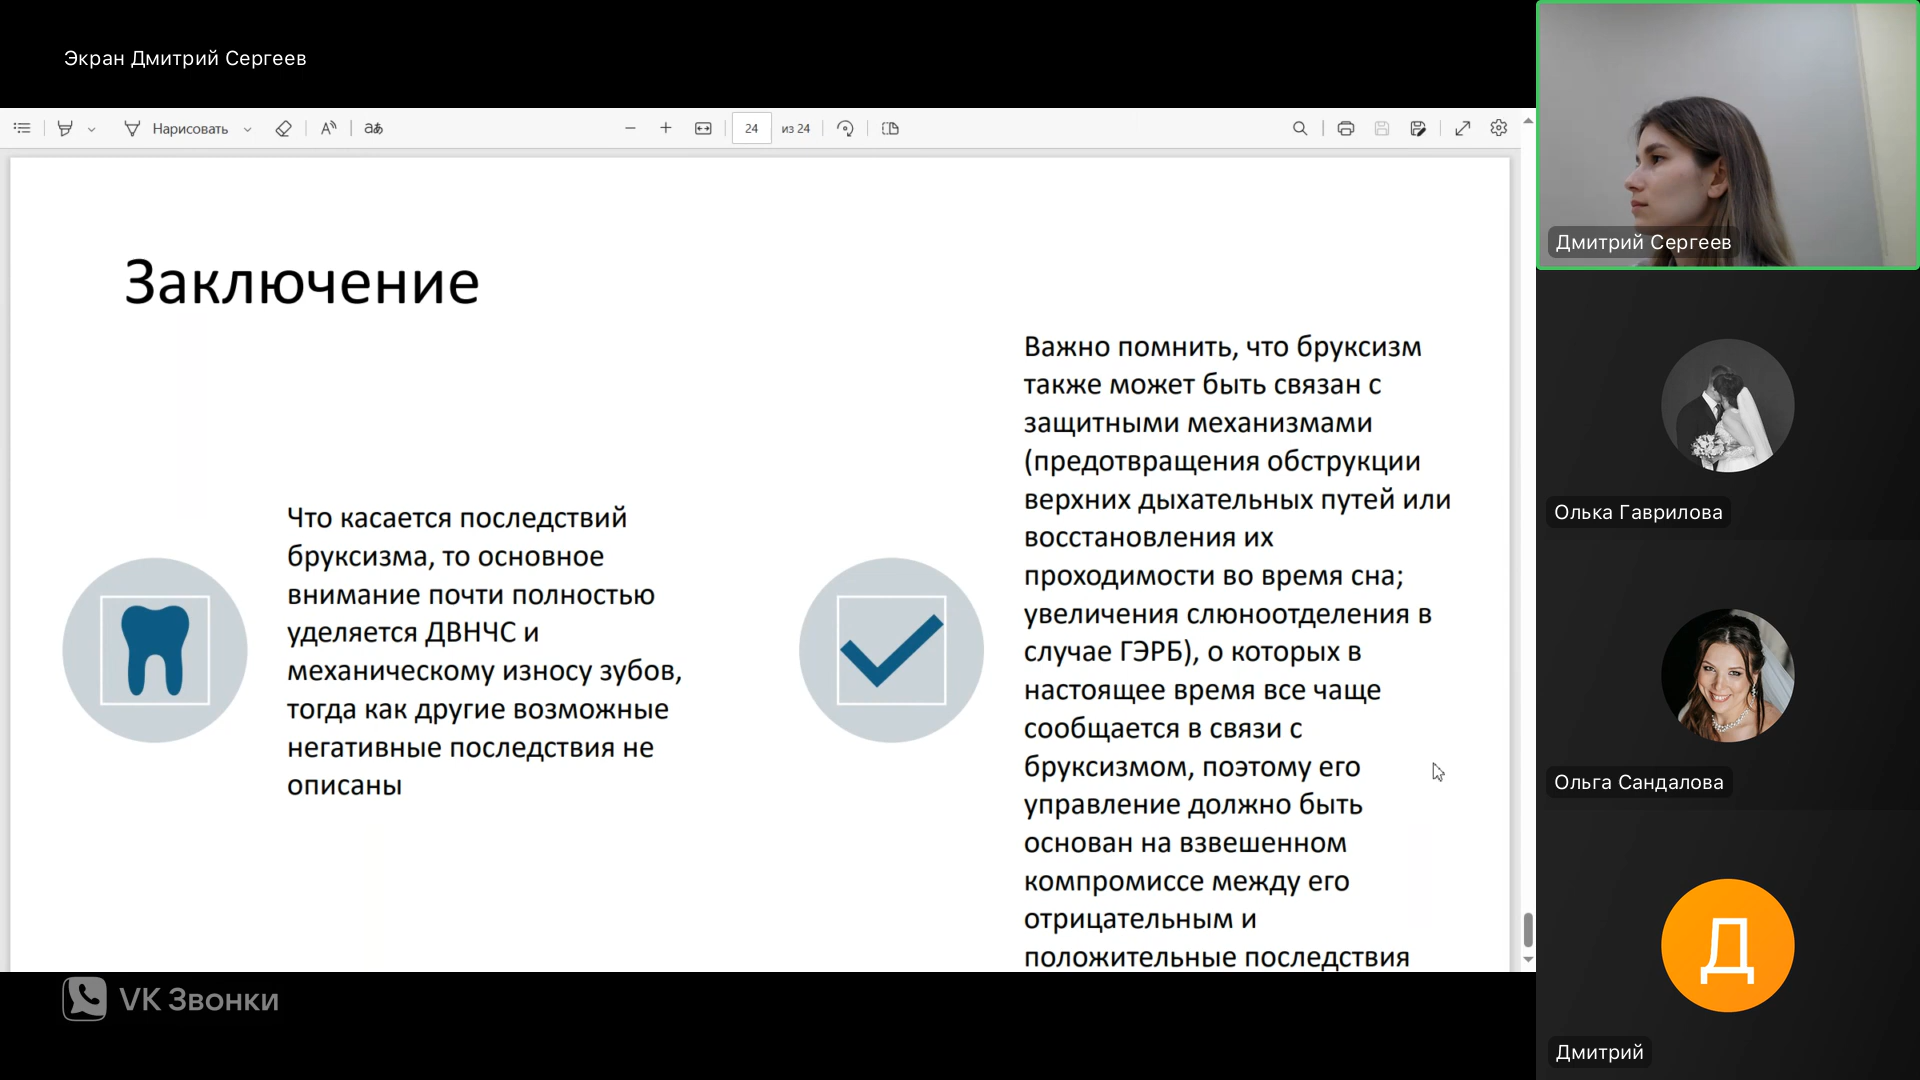 Экран Дмитрий Сергеев
Нарисовать
24
из 24
Заключение
Что касается последствий
бруксизма, то основное
внимание почти полностью
уделяется ДВНЧС и
механическому износу зубов,
тогда как другие возможные
негативные последствия не
описаны
Важно помнить, что бруксизм
также может быть связан с
защитными механизмами
(предотвращения обструкции
верхних дыхательных путей или
восстановления их
проходимости во время сна;
увеличения слюноотделения в
случае ГЭРБ), о которых в
настоящее время все чаще
сообщается в связи с
бруксизмом, поэтому его
управление должно быть
основан на взвешенном
компромиссе между его
отрицательным и
положительные последствия
VK Звонки
Дмитрий Сергеев
Олька Гаврилова
Ольга Сандалова
Д
Дмитрий